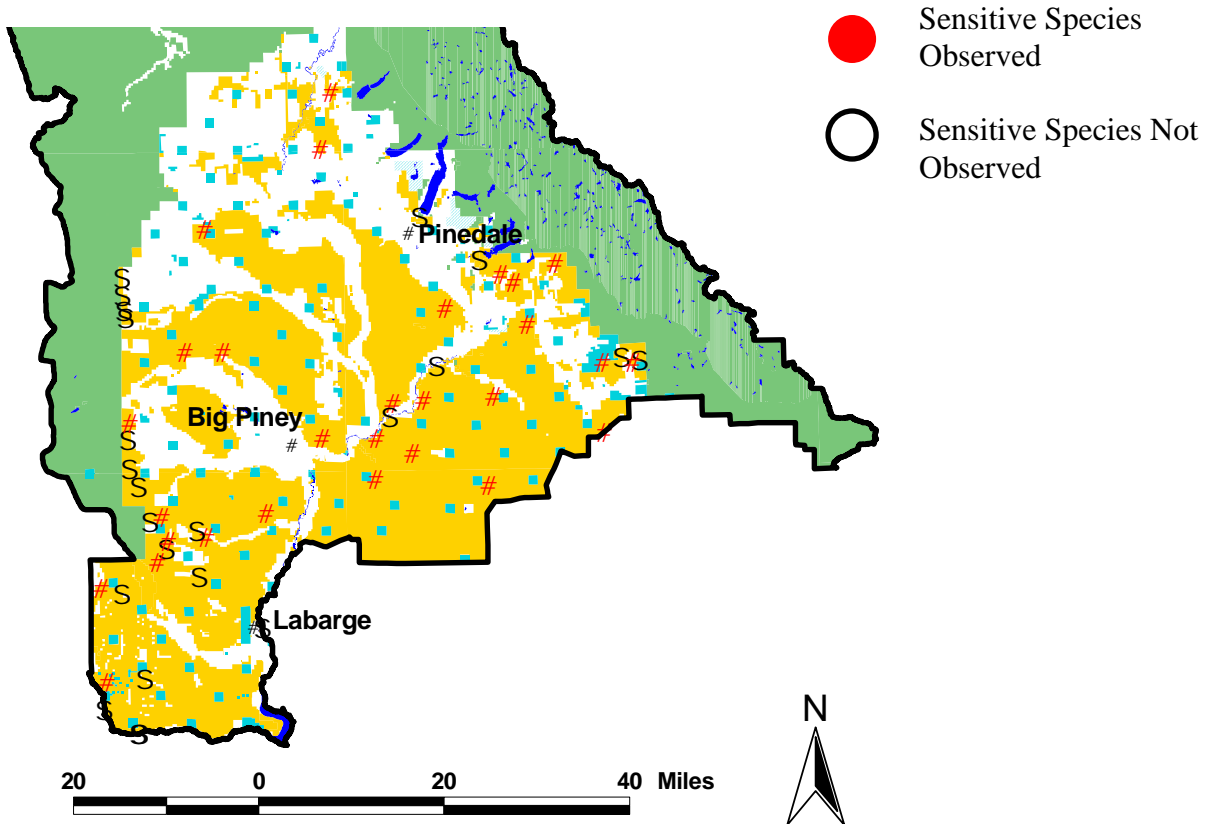 Sensitive Species
Observed
Sensitive Species Not
Observed
#
#
#
S
# Pinedale
S
#
#
#
S
S
S
S
#
#
#
#
S
#
S
S
#
#
#
#
#
S
#
Big Piney
#
#
#
#
#
S
S
#
#
S
#
S
#
S
#
#
S
#
S
#
S
#S Labarge
S
#
S
S
N
20 0 20 40 Miles